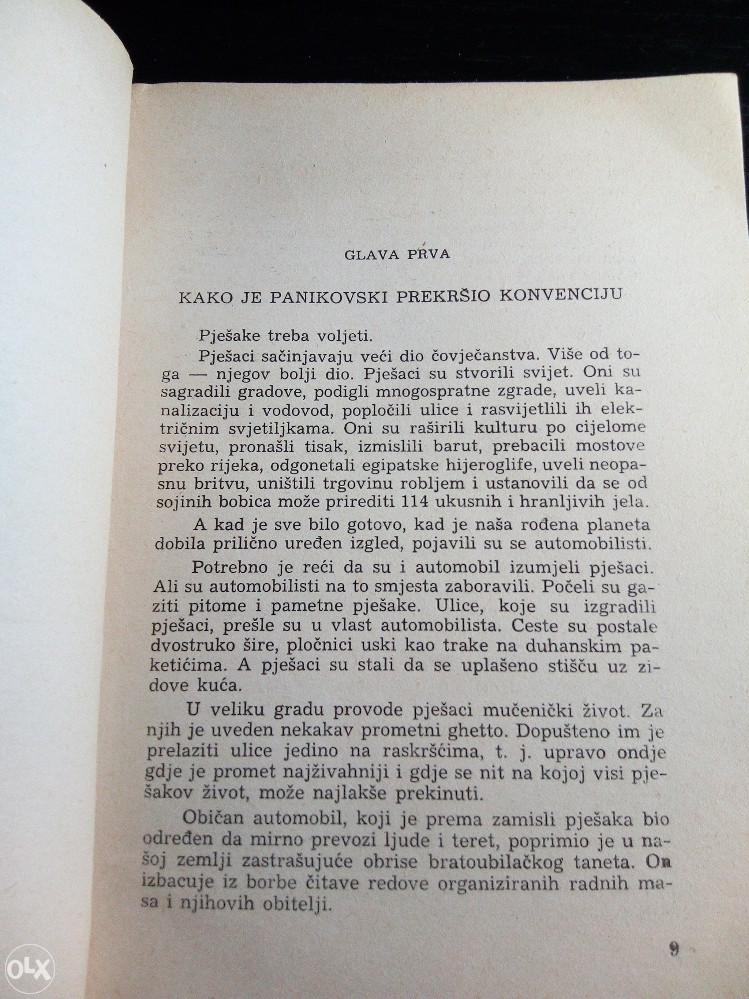 GLAVA PRVA
KAKO JE PANIKOVSKI PREKRŠIO KONVENCIJU
Pješake treba voljeti.
Pješaci sačinjavaju veći dio čovječanstva. Više od to-
ga — njegov bolji dio. Pješaci su stvorili svijet. Oni su
sagradili gradove, podigli mnogospratne zgrade, uveli ka-
nalizaciju i vodovod, popločili ulice i rasvijetlili ih elek-
tričnim svjetiljkama. Oni su raširili kulturu po cijelome
svijetu, pronašli tisak, izmislili barut, prebacili mostove
preko rijeka, odgonetali egipatske hijeroglife, uveli neopa-
snu britvu, uništili trgovinu robljem i ustanovili da se od
sojinih bobica može prirediti 114 ukusnih i hranljivih jela.
A kad je sve bilo gotovo, kad je naša rođena planeta
dobila prilično uređen izgled, pojavili su se automobilisti.
Potrebno je reći da su i automobil izumjeli pješaci.
Ali su automobilisti na to smjesta zaboravili. Počeli su ga-
ziti pitome i pametne pješake. Ulice, koje su izgradili
pješaci, prešle su u vlast automobilista. Ceste su postale
dvostruko šire, pločnici uski kao trake na duhanskim pa-
ketićima. A pješaci su stali da se uplašeno stišču uz zi-
dove kuća.
U veliku gradu provode pješaci mučenički život. Za
njih je uveden nekakav prometni ghetto. Dopušteno im je
prelaziti ulice jedino na raskršćima, t. j. upravo ondje
gdje je promet najživahniji i gdje se nit na kojoj visi pje-
šakov život, može najlakše prekinuti.
Običan automobil, koji je prema zamisli pješaka bio
određen da mirno prevozi ljude i teret, poprimio je u na-
šoj zemlji zastrašujuće obrise bratoubilačkog taneta. On
izbacuje iz borbe čitave redove organiziranih radnih ma-
sa i njihovih obitelji.
9
OLX